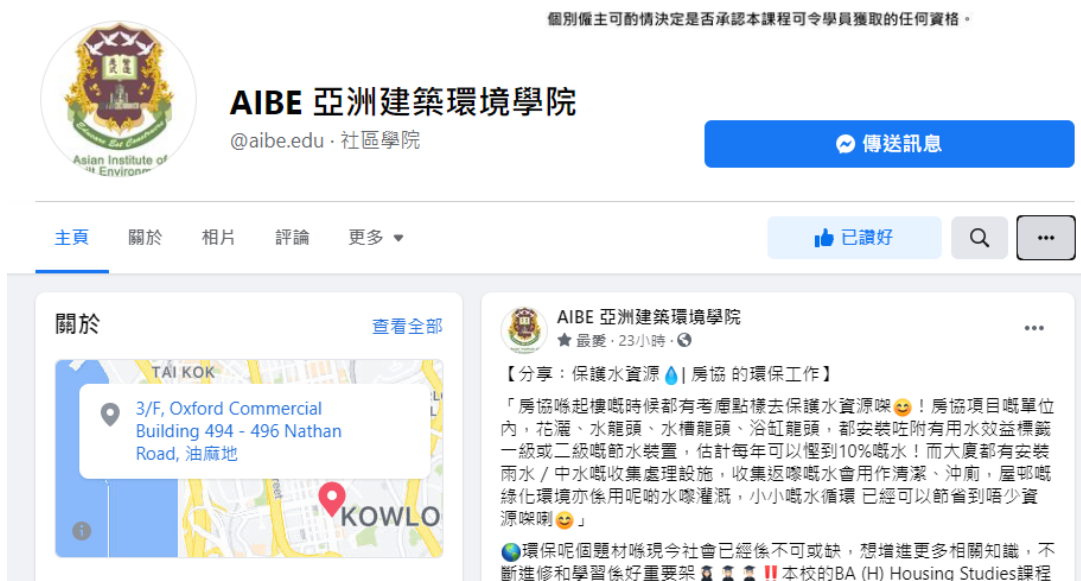 個別僱主可酌情決定是否承認本課程可令學員獲取的任何資格。
Asian Institute of
AIBE 亞洲建築環境學院
@aibe.edu · 社區學院
傳送訊息
主頁
關於
相片
評論
更多
已讚好
關於
查看全部
TAI KOK
3/F, Oxford Commercial
Building 494 - 496 Nathan
Road, 油麻地
KOWLO
AIBE 亞洲建築環境學院
最愛 · 23小時 ·
【分享：保護水資源💧| 房協 的環保工作】
「房協喺起樓嘅時候都有考慮點樣去保護水資源㗎😊！房協項目嘅單位
內，花灑、水龍頭、水槽龍頭、浴缸龍頭，都安裝咗附有用水效益標籤
一級或二級嘅節水裝置，估計每年可以慳到10%嘅水！而大廈都有安裝
雨水 / 中水嘅收集處理設施，收集返嚟嘅水會用作清潔、沖廁，屋邨嘅
綠化環境亦係用呢啲水嚟灌溉，小小嘅水循環 已經可以節省到唔少資
源㗎喇😊」
🌎環保呢個題材喺現今社會已經係不可或缺，想增進更多相關知識，不
斷進修和學習係好重要架👩‍🎓👩‍🎓👩‍🎓‼️本校的BA (H) Housing Studies課程